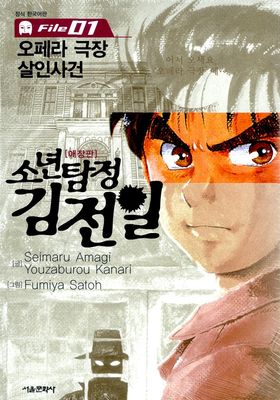 정식 한국어판
File 01
오페라 극장
살인사건
[애장판]
소년탐정
김전일
[글] Seimaru Amagi
Youzaburou Kanari
[그림] Fumiya Satoh
서울문화사